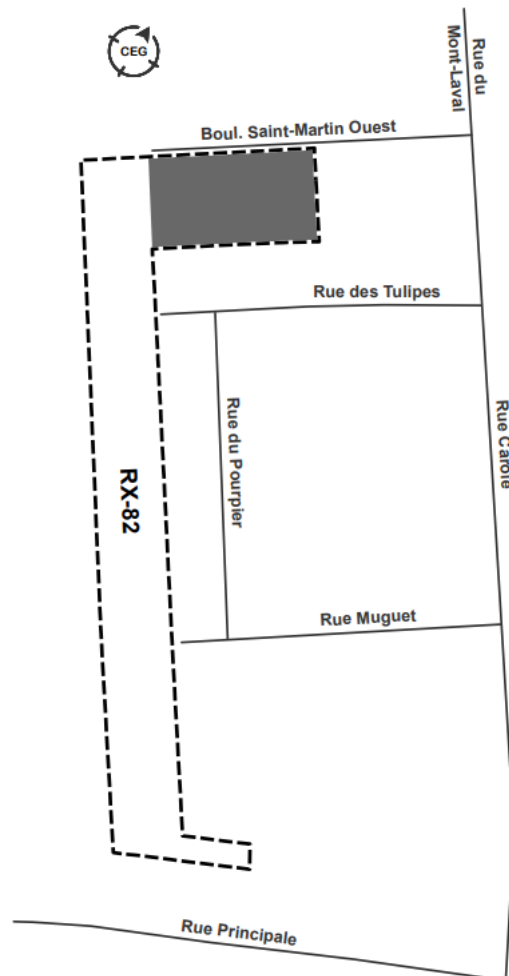 CEG
Rue du
Mont-Laval
Boul. Saint-Martin Ouest
Rue des Tulipes
Rue du Pourpier
Rue Carole
RX-82
Rue Muguet
Rue Principale